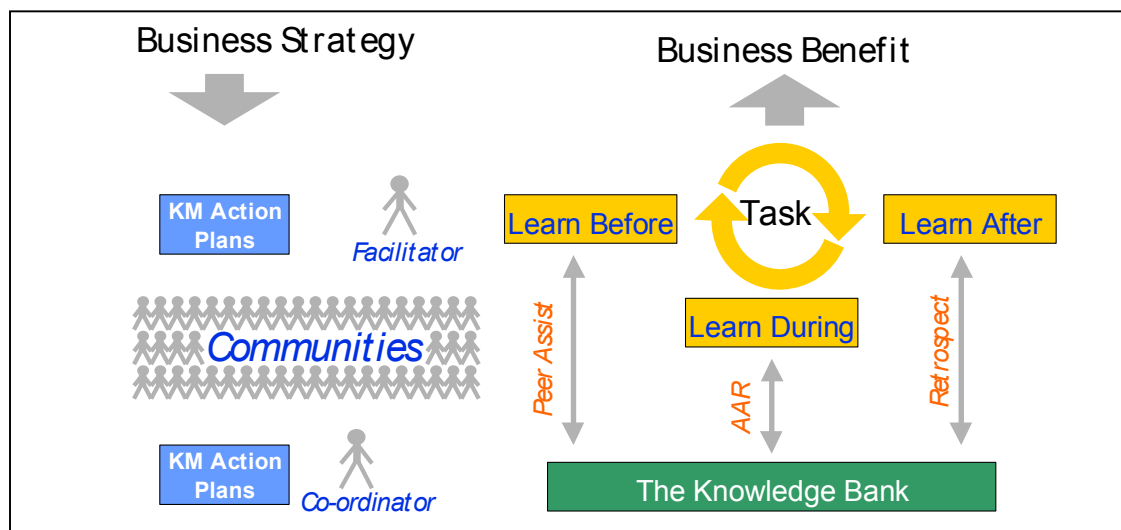 Business Strategy
Business Benefit
KM Action
Plans
Facilitator
Learn Before
Task
Learn After
Communities
Learn During
Peer Assist
AAR
Retrospect
KM Action
Plans
Co-ordinator
The Knowledge Bank